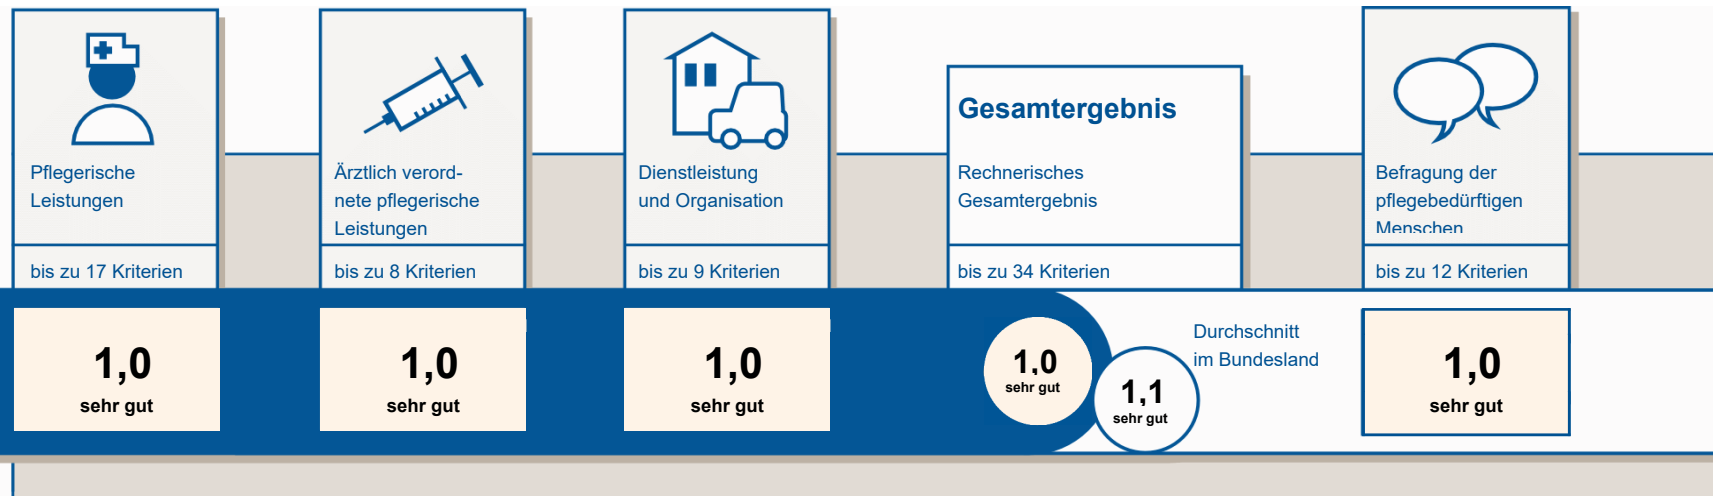 Pflegerische
Leistungen
bis zu 17 Kriterien
1,0
sehr gut
Ärztlich verord-
nete pflegerische
Leistungen
bis zu 8 Kriterien
1,0
sehr gut
Dienstleistung
und Organisation
bis zu 9 Kriterien
1,0
sehr gut
Gesamtergebnis
Rechnerisches
Gesamtergebnis
bis zu 34 Kriterien
1,0
sehr gut
1,1
sehr gut
Durchschnitt
im Bundesland
Befragung der
pflegebedürftigen
Menschen
bis zu 12 Kriterien
1,0
sehr gut